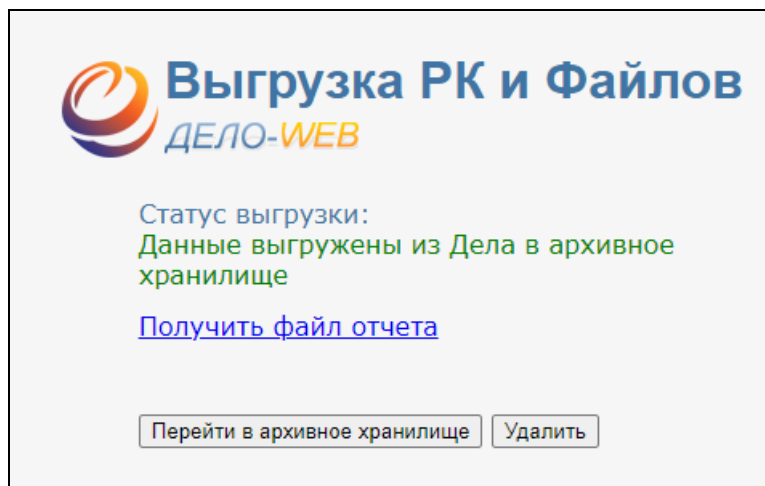 Выгрузка РК и Файлов
ДЕЛО-WEB
Статус выгрузки:
Данные выгружены из Дела в архивное
хранилище
Получить файл отчета
Перейти в архивное хранилище Удалить